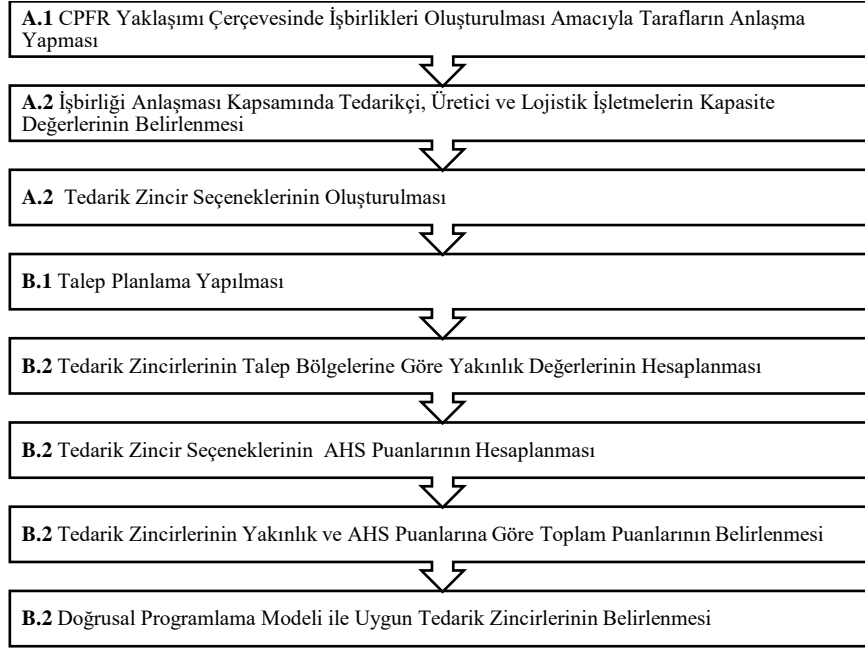 A.1 CPFR Yaklaşımı Çerçevesinde İşbirlikleri Oluşturulması Amacıyla Tarafların Anlaşma
Yapması
A.2 İşbirliği Anlaşması Kapsamında Tedarikçi, Üretici ve Lojistik İşletmelerin Kapasite
Değerlerinin Belirlenmesi
A.2 Tedarik Zincir Seçeneklerinin Oluşturulması
B.1 Talep Planlama Yapılması
B.2 Tedarik Zincirlerinin Talep Bölgelerine Göre Yakınlık Değerlerinin Hesaplanması
B.2 Tedarik Zincir Seçeneklerinin AHS Puanlarının Hesaplanması
B.2 Tedarik Zincirlerinin Yakınlık ve AHS Puanlarına Göre Toplam Puanlarının Belirlenmesi
B.2 Doğrusal Programlama Modeli ile Uygun Tedarik Zincirlerinin Belirlenmesi